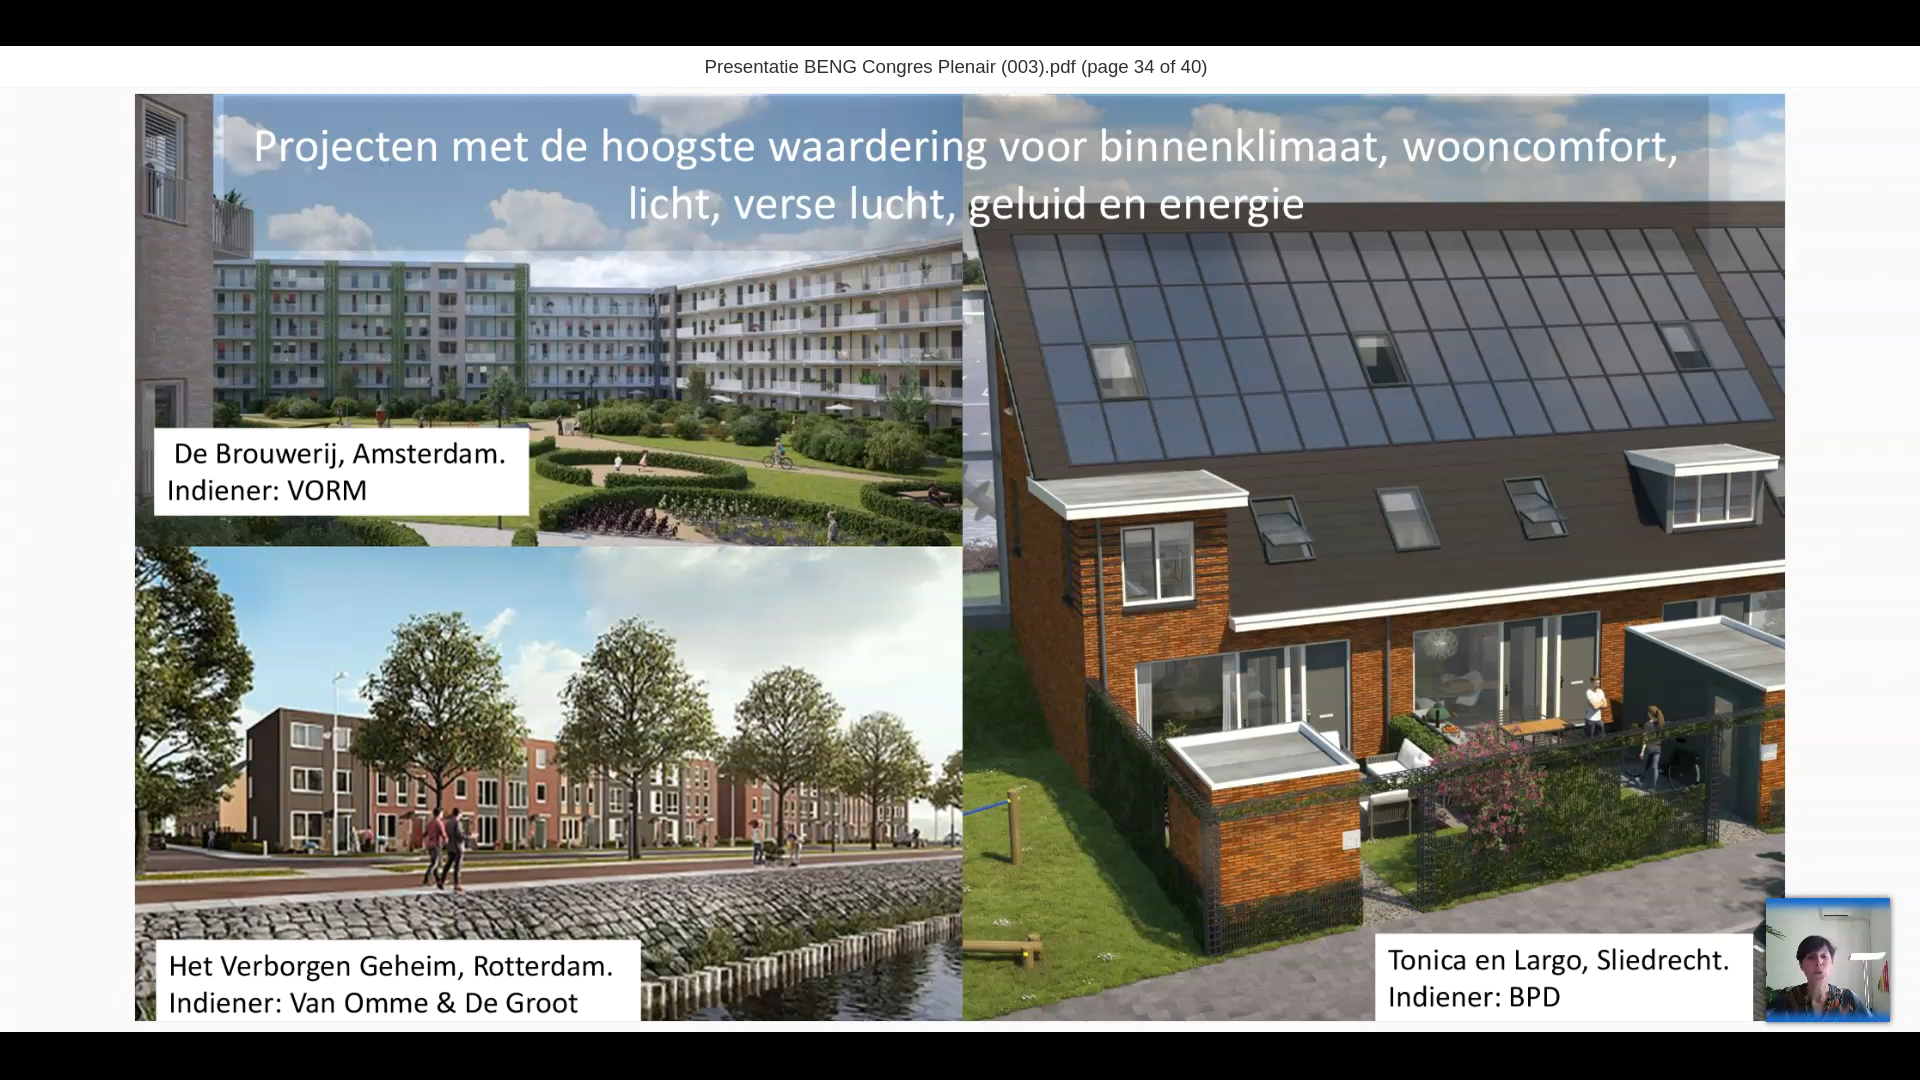 Presentatie BENG Congres Plenair (003).pdf (page 34 of 40)
Projecten met de hoogste waardering voor binnenklimaat, wooncomfort,
licht, verse lucht, geluid en energie
De Brouwerij, Amsterdam.
Indiener: VORM
Het Verborgen Geheim, Rotterdam.
Indiener: Van Omme & De Groot
Tonica en Largo, Sliedrecht.
Indiener: BPD